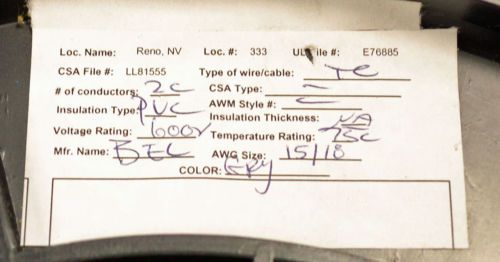 Loc. Name: Reno, NV Loc. #: 333 UL File #: E76885
CSA File #: LL81555 Type of wire/cable: TC
# of conductors: 2C CSA Type: –
Insulation Type: PVC AWM Style #: –
Insulation Thickness: NA
Voltage Rating: 600V Temperature Rating: 75C
Mfr. Name: BEL AWG Size: 15/18
COLOR: GRY